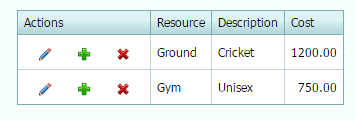 Actions Resource Description Cost
Ground Cricket 1200.00
Gym Unisex 750.00